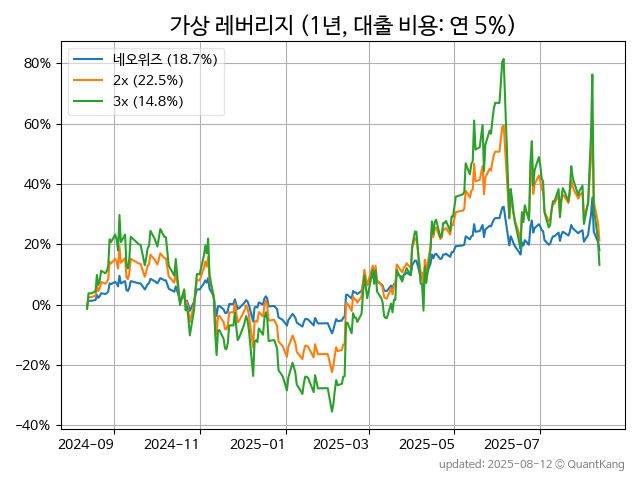 가상 레버리지 (1년, 대출 비용: 연 5%)
네오위즈 (18.7%)
2x (22.5%)
3x (14.8%)
80%
60%
40%
20%
0%
−20%
−40%
2024-09
2024-11
2025-01
2025-03
2025-05
2025-07
updated: 2025-08-12 © QuantKang